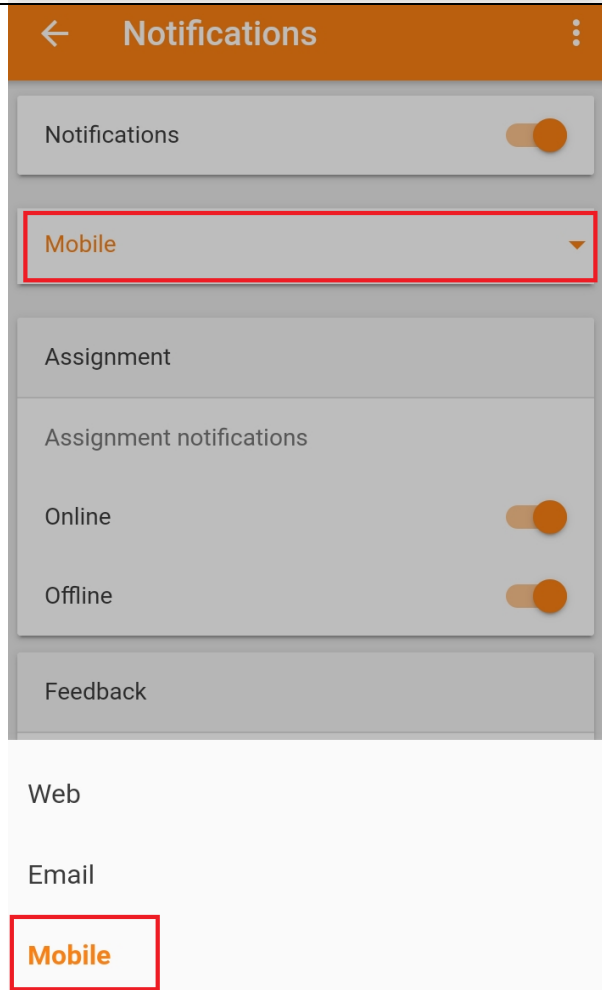 Notifications
Notifications
Mobile
Assignment
Assignment notifications
Online
Offline
Feedback
Web
Email
Mobile